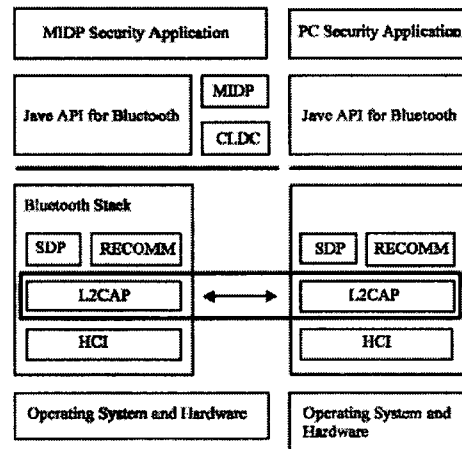 MIDP Security Application
PC Security Application
Jave API for Bluetooth
MIDP
CLDC
Jave API for Bluetooth
Bluetooth Stack
SDP
RECOMM
SDP
RECOMM
L2CAP
L2CAP
HCI
HCI
Operating System and Hardware
Operating System and
Hardware